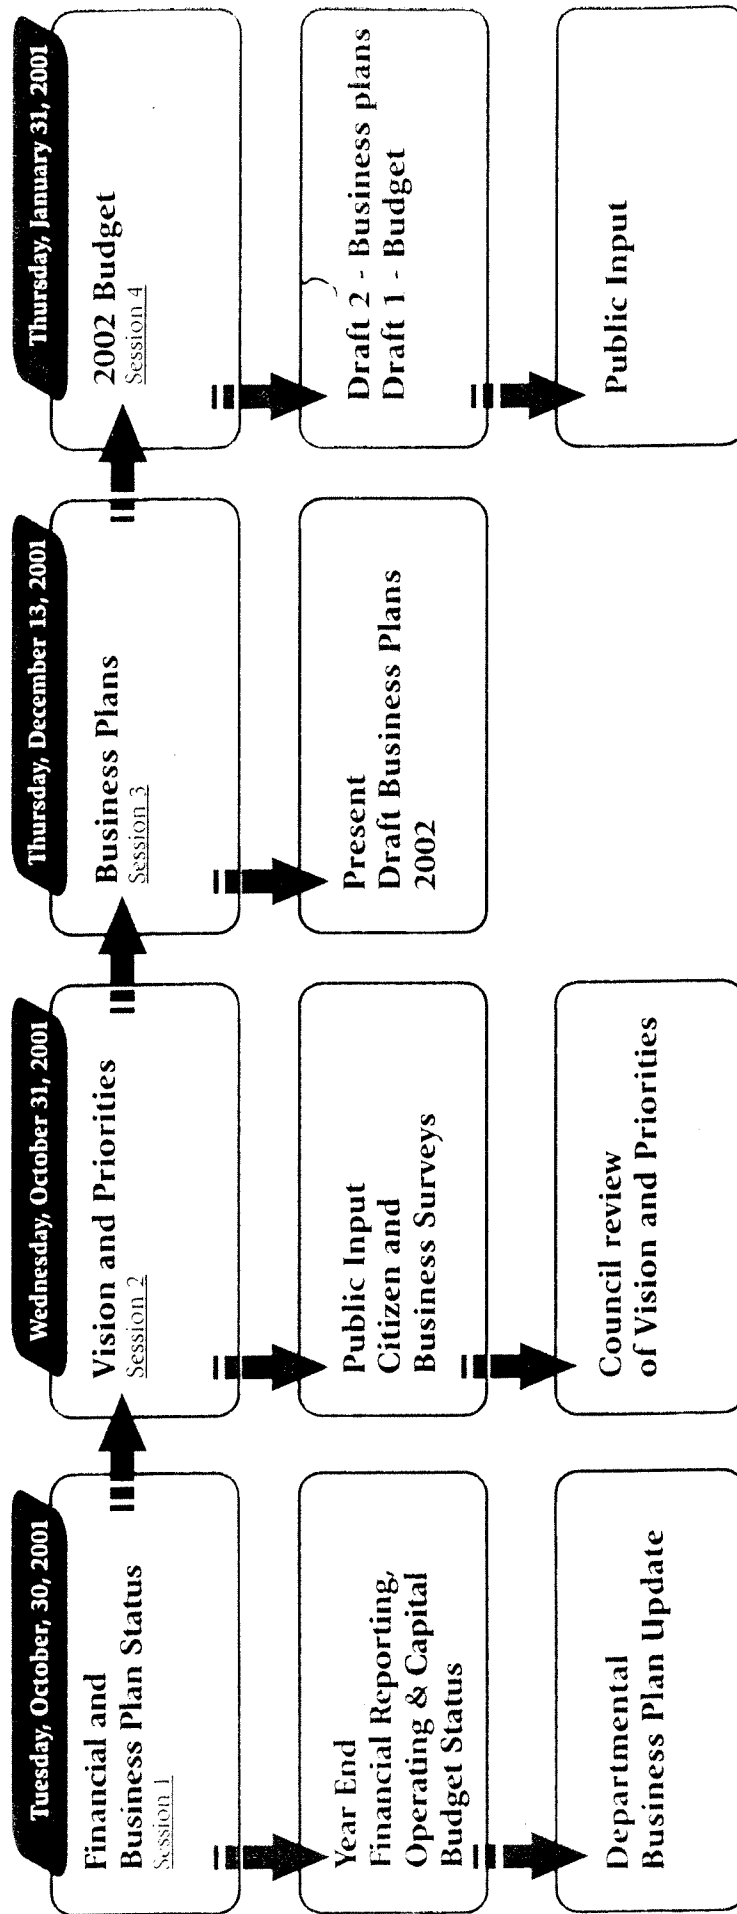 Tuesday, October, 30, 2001
Financial and
Business Plan Status
Session 1
Year End
Financial Reporting,
Operating & Capital
Budget Status
Departmental
Business Plan Update
Wednesday, October 31, 2001
Vision and Priorities
Session 2
Public Input
Citizen and
Business Surveys
Council review
of Vision and Priorities
Thursday, December 13, 2001
Business Plans
Session 3
Present
Draft Business Plans
2002
Thursday, January 31, 2001
2002 Budget
Session 4
Draft 2 - Business plans
Draft 1 - Budget
Public Input